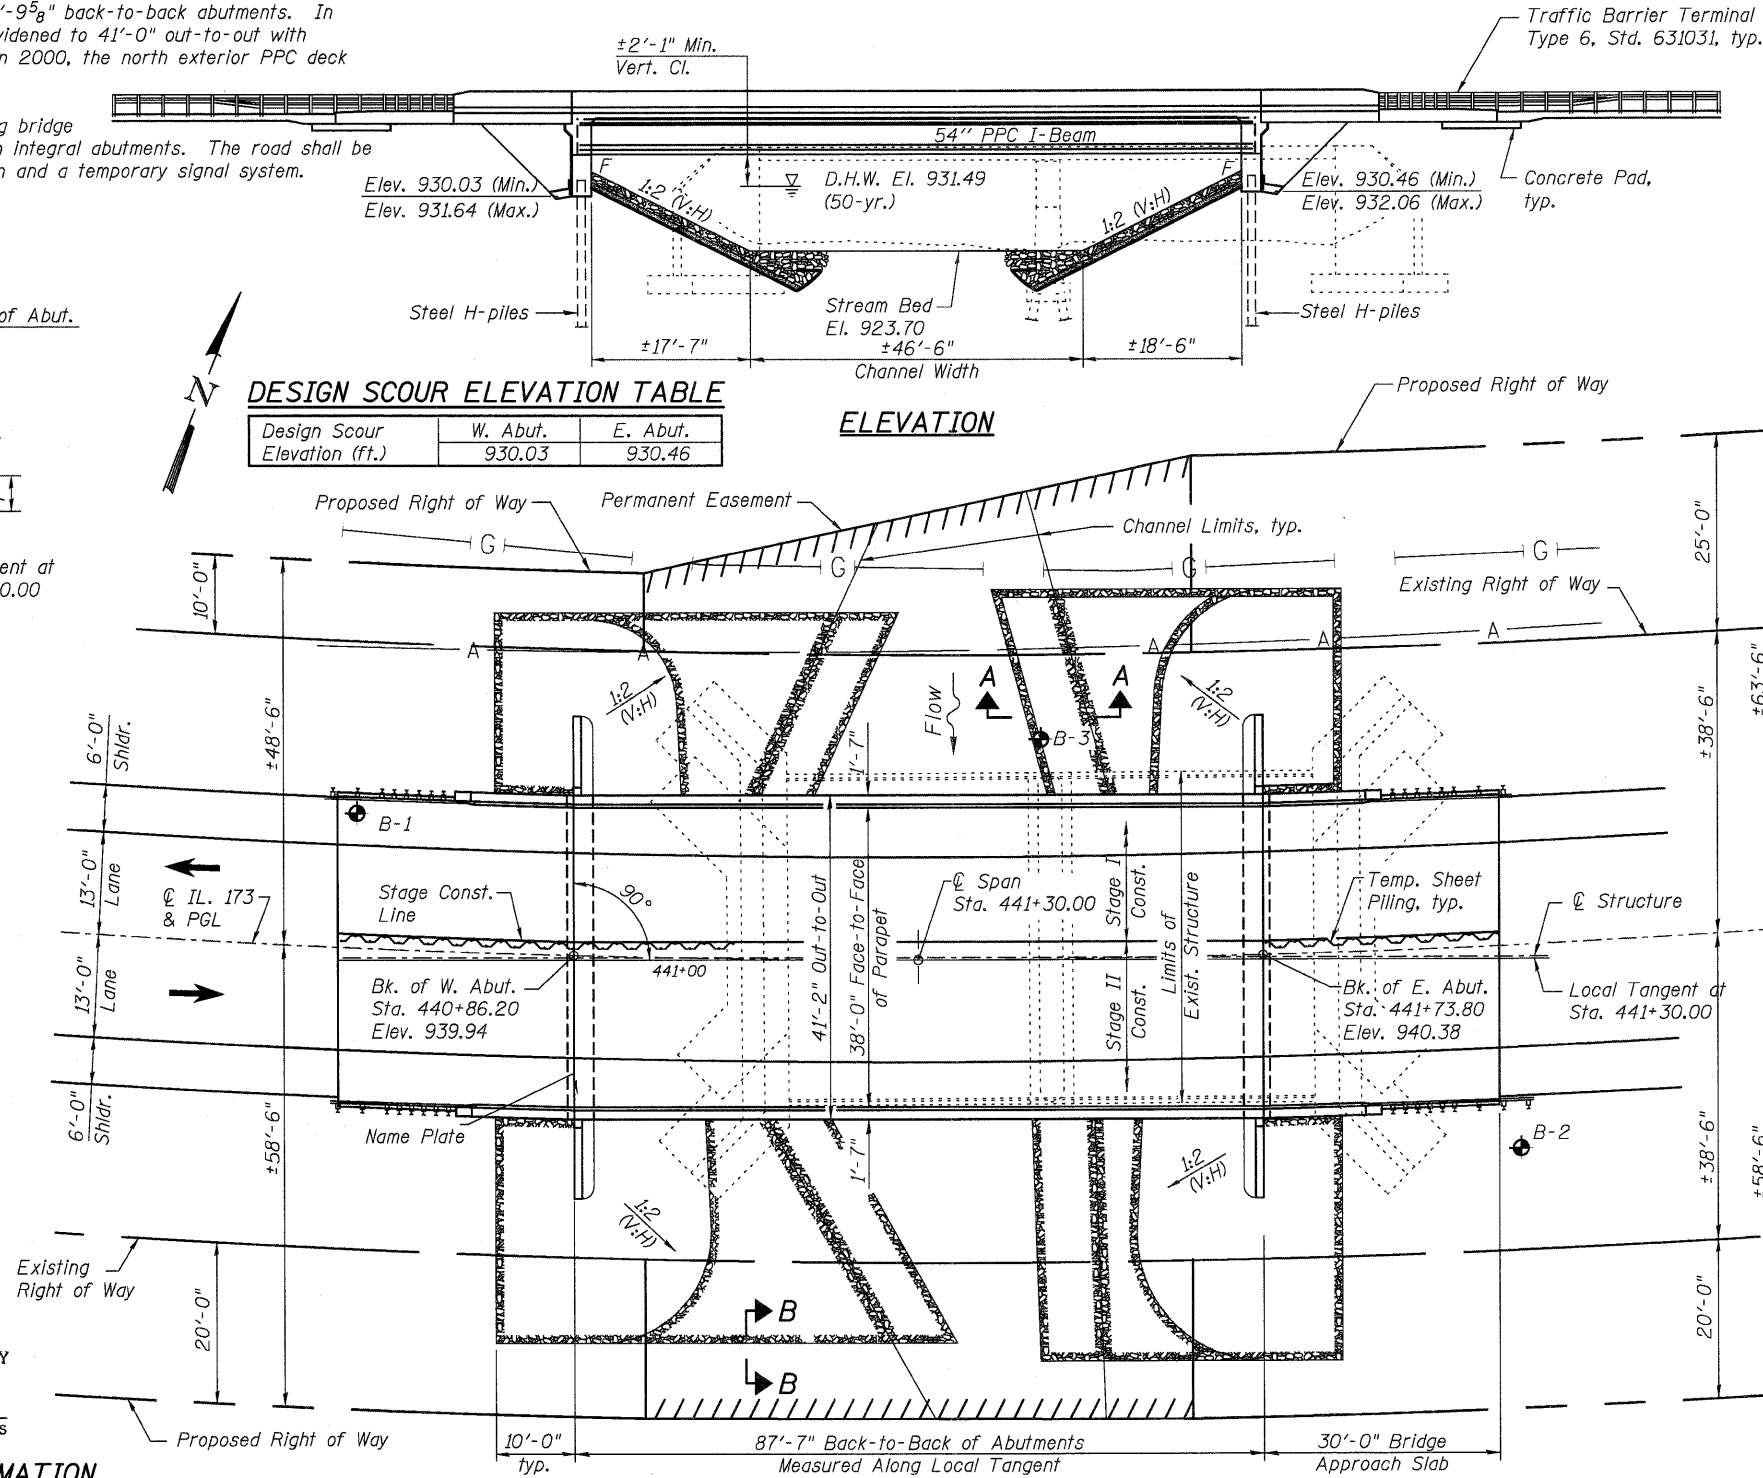 '-9⅝" back-to-back abutments. In
videned to 41'-0" out-to-out with
n 2000, the north exterior PPC deck
g bridge
n integral abutments. The road shall be
n and a temporary signal system.
±2'-1" Min.
Vert. Cl.
Traffic Barrier Terminal
Type 6, Std. 631031, typ.
54" PPC I-Beam
F
F
Elev. 930.03 (Min.)
Elev. 931.64 (Max.)
1:2 (V:H)
D.H.W. El. 931.49
(50-yr.)
1:2 (V:H)
Elev. 930.46 (Min.)
Elev. 932.06 (Max.)
Concrete Pad,
typ.
of Abut.
Steel H-piles
Stream Bed
El. 923.70
Steel H-piles
±17'-7"
±46'-6"
Channel Width
±18'-6"
N
DESIGN SCOUR ELEVATION TABLE
Design Scour
Elevation (ft.)
W. Abut.
E. Abut.
930.03
930.46
ELEVATION
Proposed Right of Way
Proposed Right of Way
Permanent Easement
Channel Limits, typ.
G
G
G
G
ent at
0.00
10'-0"
25'-0"
Existing Right of Way
A
A
A
A
A
1:2
(V:H)
Flow
A
A
1:2
(V:H)
±63'-6"
±38'-6"
6'-0"
Shldr.
±48'-6"
1'-7"
B-3
B-1
13'-0"
Lane
℄ IL. 173
& PGL
Stage Const.
Line
90°
℄ Span
Sta. 441+30.00
Stage I
Const.
Temp. Sheet
Piling, typ.
℄ Structure
441+00
41'-2" Out-to-Out
38'-0" Face-to-Face
of Parapet
Stage II
Const.
Limits of
Exist. Structure
13'-0"
Lane
Bk. of W. Abut.
Sta. 440+86.20
Elev. 939.94
Bk. of E. Abut.
Sta. 441+73.80
Elev. 940.38
Local Tangent at
Sta. 441+30.00
6'-0"
Shldr.
Name Plate
±58'-6"
1'-7"
1:2
(V:H)
B-2
±38'-6"
±58'-6"
1:2
(V:H)
Existing
Right of Way
20'-0"
20'-0"
B
B
Y
S
Proposed Right of Way
10'-0"
typ.
87'-7" Back-to-Back of Abutments
Measured Along Local Tangent
30'-0" Bridge
Approach Slab
MATION